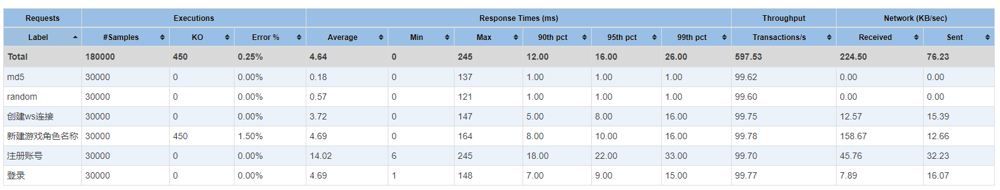 Requests Executions Response Times (ms) Throughput Network (KB/sec)
Label #Samples KO Error % Average Min Max 90th pct 95th pct 99th pct Transactions/s Received Sent
Total 180000 450 0.25% 4.64 0 245 12.00 16.00 26.00 597.53 224.50 76.23
md5 30000 0 0.00% 0.18 0 137 1.00 1.00 1.00 99.62 0.00 0.00
random 30000 0 0.00% 0.57 0 121 1.00 1.00 1.00 99.60 0.00 0.00
创建ws连接 30000 0 0.00% 3.72 0 147 5.00 8.00 16.00 99.75 12.57 15.39
新建游戏角色名称 30000 450 1.50% 4.69 0 164 8.00 10.00 16.00 99.78 158.67 12.66
注册账号 30000 0 0.00% 14.02 6 245 18.00 22.00 33.00 99.70 45.76 32.23
登录 30000 0 0.00% 4.69 1 148 7.00 9.00 15.00 99.77 7.89 16.07